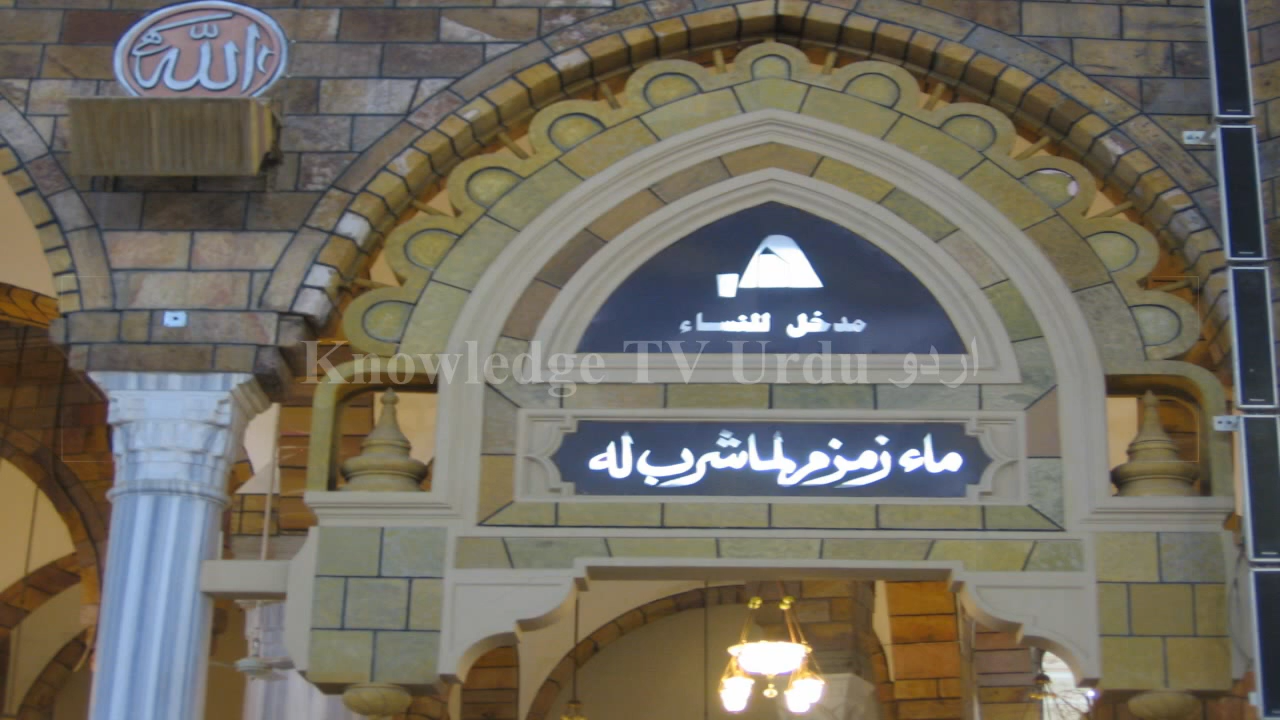 الله
مدخل للنساء
Knowledge TV Urdu اردو
ماء زمزم لما شرب له